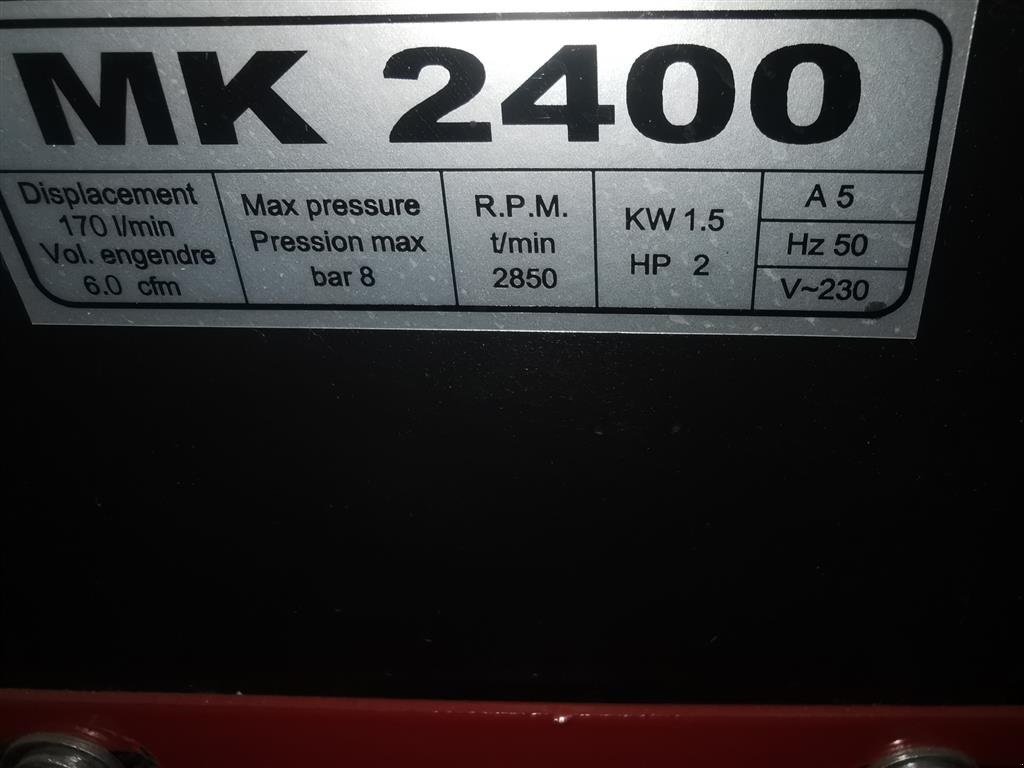 MK 2400
Displacement
170 l/min
Vol. engendre
6.0 cfm
Max pressure
Pression max
bar 8
R.P.M.
t/min
2850
KW 1.5
HP 2
A 5
Hz 50
V~230